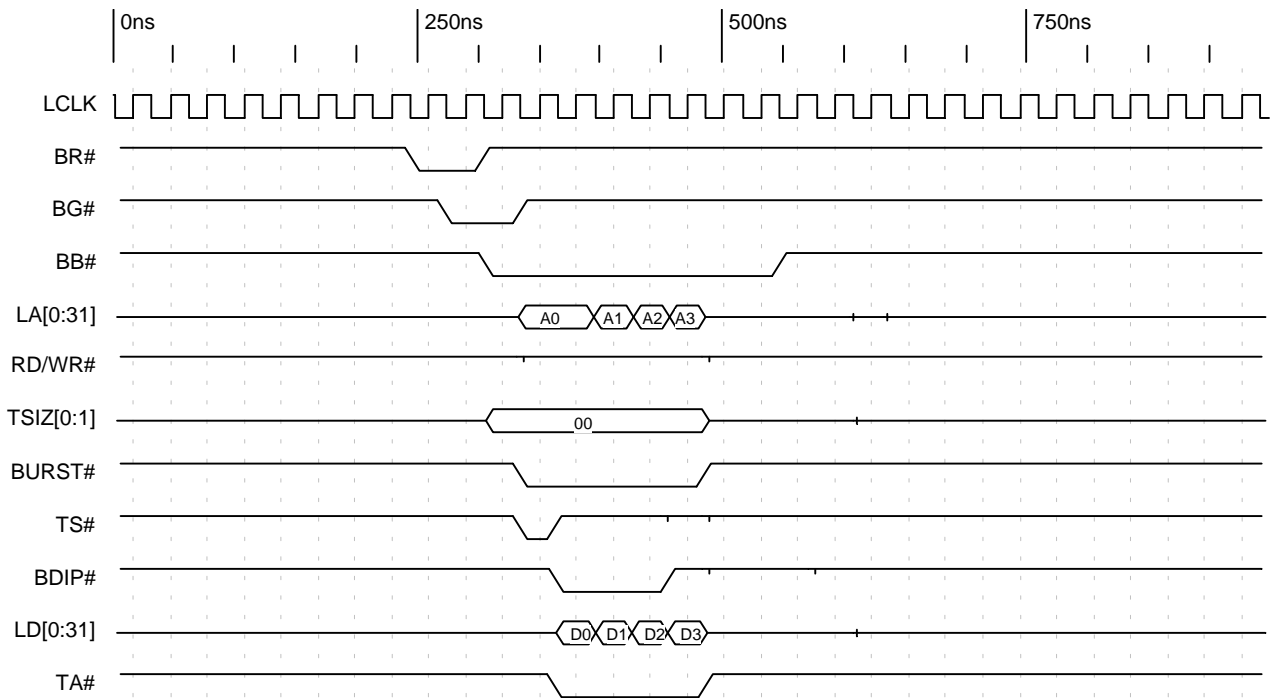 0ns 250ns 500ns 750ns
LCLK
BR#
BG#
BB#
LA[0:31] A0 A1 A2 A3
RD/WR#
TSIZ[0:1] 00
BURST#
TS#
BDIP#
LD[0:31] D0 D1 D2 D3
TA#